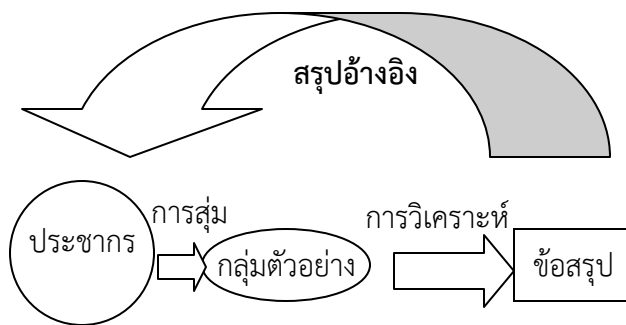 สรุปอ้างอิง
การสุ่ม
การวิเคราะห์
ประชากร
กลุ่มตัวอย่าง
ข้อสรุป